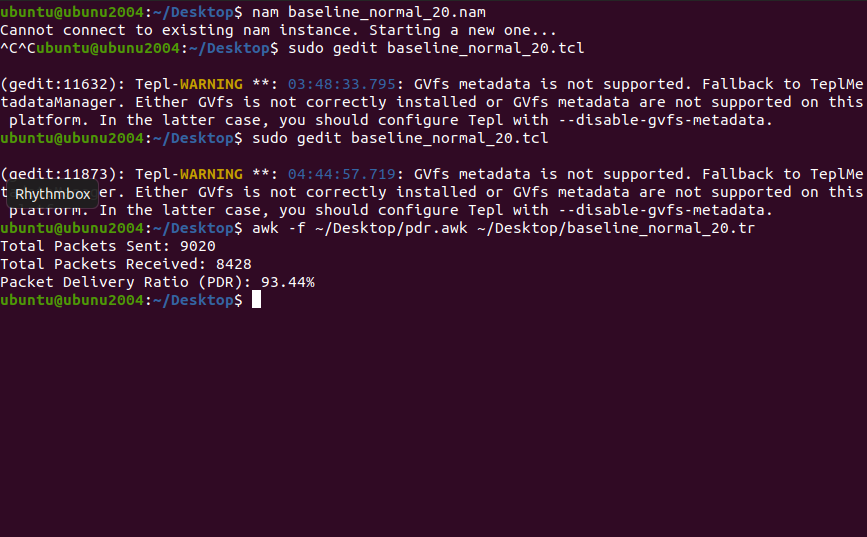 ubuntu@ubunu2004:~/Desktop$ nam baseline_normal_20.nam
Cannot connect to existing nam instance. Starting a new one...
^C^Cubuntu@ubunu2004:~/Desktop$ sudo gedit baseline_normal_20.tcl
(gedit:11632): Tepl-WARNING **: 03:48:33.795: GVfs metadata is not supported. Fallback to TeplMe
tadataManager. Either GVfs is not correctly installed or GVfs metadata are not supported on this
platform. In the latter case, you should configure Tepl with --disable-gvfs-metadata.
ubuntu@ubunu2004:~/Desktop$ sudo gedit baseline_normal_20.tcl
(gedit:11873): Tepl-WARNING **: 04:44:57.719: GVfs metadata is not supported. Fallback to TeplMe
er. Either GVfs is not correctly installed or GVfs metadata are not supported on this
Rhythmbox
platform. In the latter case, you should configure Tepl with --disable-gvfs-metadata.
ubuntu@ubunu2004:~/Desktop$ awk -f ~/Desktop/pdr.awk ~/Desktop/baseline_normal_20.tr
Total Packets Sent: 9020
Total Packets Received: 8428
Packet Delivery Ratio (PDR): 93.44%
ubuntu@ubunu2004:~/Desktop$